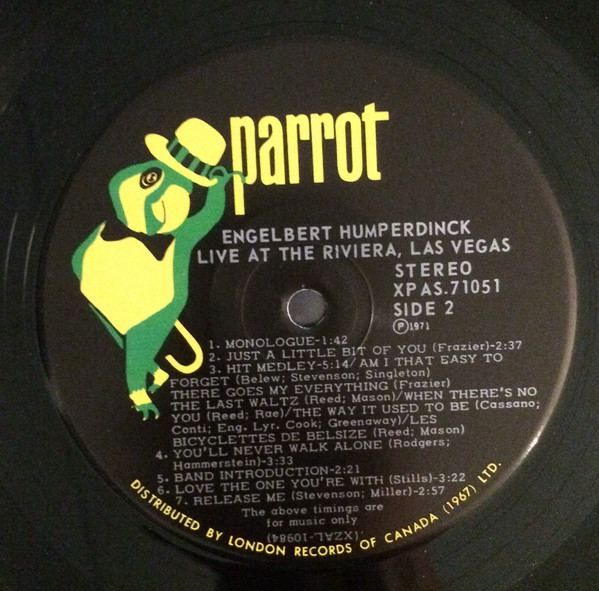 parrot
ENGELBERT HUMPERDINCK
LIVE AT THE RIVIERA, LAS VEGAS
STEREO
XPAS.71051
SIDE 2
Ⓟ1971
1. MONOLOGUE-1:42
2. JUST A LITTLE BIT OF YOU (Frazier)-2:37
3. HIT MEDLEY-5:14/AM I THAT EASY TO
FORGET (Belew; Stevenson; Singleton)
THERE GOES MY EVERYTHING (Frazier)
THE LAST WALTZ (Reed; Mason)/WHEN THERE'S NO
YOU (Reed; Rae)/THE WAY IT USED TO BE (Cassano;
Conti; Eng. Lyr. Cook; Greenaway)/LES
BICYCLETTES DE BELSIZE (Reed; Mason)
4. YOU'LL NEVER WALK ALONE (Rodgers;
Hammerstein)-3:33
5. BAND INTRODUCTION-2:21
6. LOVE THE ONE YOU'RE WITH (Stills)-3:22
7. RELEASE ME (Stevenson; Miller)-2:57
The above timings are
for music only
(XZAL-10984)
DISTRIBUTED BY LONDON RECORDS OF CANADA (1967) LTD.